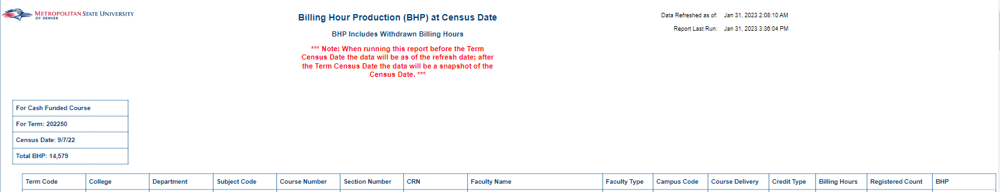 METROPOLITAN STATE UNIVERSITY
OF DENVER
Billing Hour Production (BHP) at Census Date
BHP Includes Withdrawn Billing Hours
*** Note: When running this report before the Term
Census Date the data will be as of the refresh date; after
the Term Census Date the data will be a snapshot of the
Census Date. ***
Data Refreshed as of: Jan 31, 2023 2:08:10 AM
Report Last Run: Jan 31, 2023 3:36:04 PM
For Cash Funded Course
For Term: 202250
Census Date: 9/7/22
Total BHP: 14,579
Term Code College Department Subject Code Course Number Section Number CRN Faculty Name Faculty Type Campus Code Course Delivery Credit Type Billing Hours Registered Count BHP